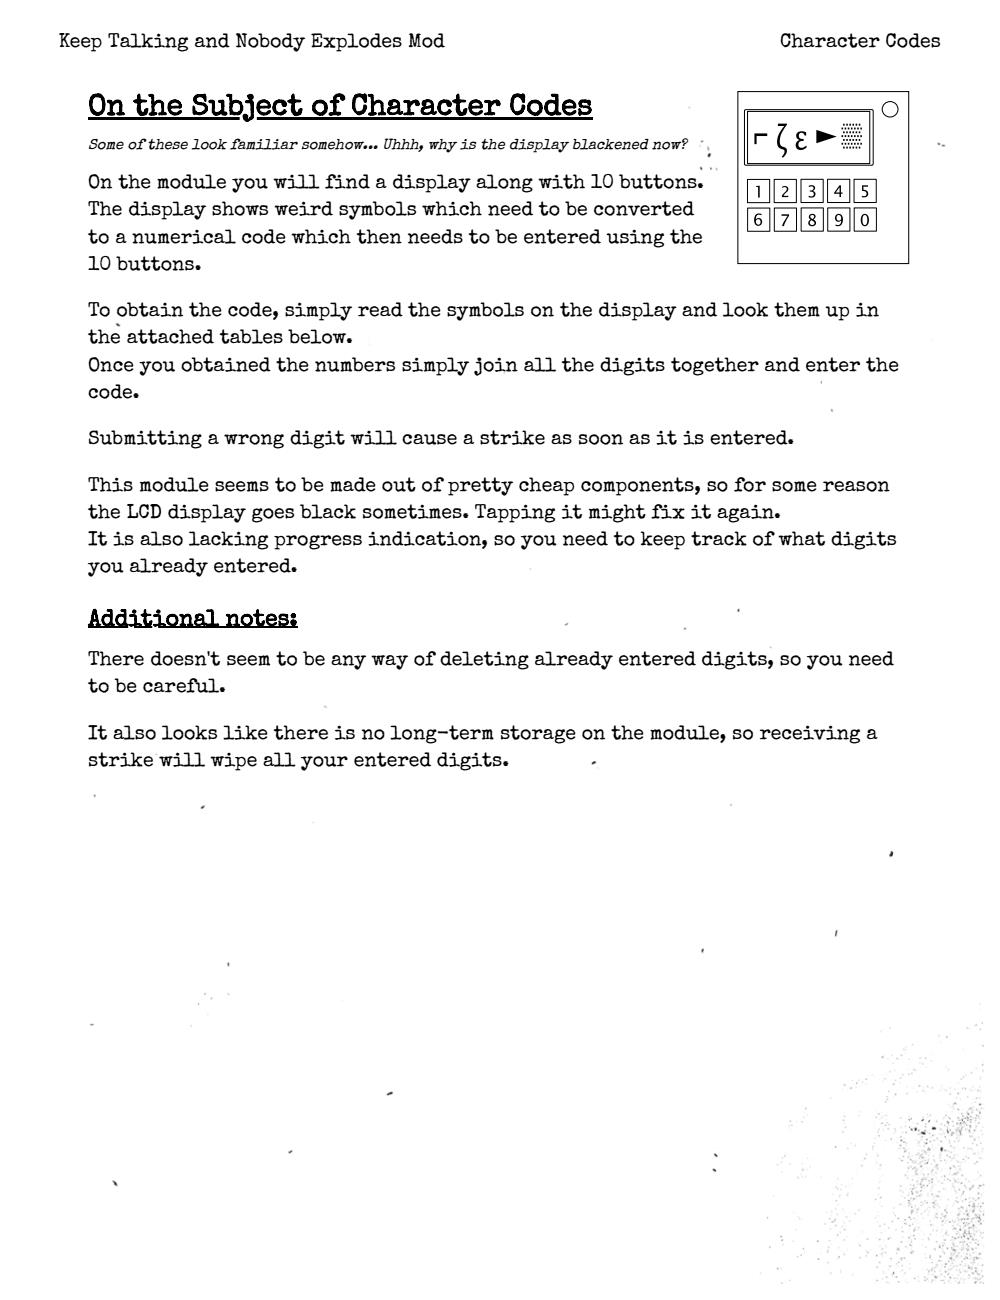 Keep Talking and Nobody Explodes Mod Character Codes
On the Subject of Character Codes
Some of these look familiar somehow... Uhhh, why is the display blackened now?
⌐ ζ ε ►
1 2 3 4 5
6 7 8 9 0
On the module you will find a display along with 10 buttons.
The display shows weird symbols which need to be converted
to a numerical code which then needs to be entered using the
10 buttons.
To obtain the code, simply read the symbols on the display and look them up in
the attached tables below.
Once you obtained the numbers simply join all the digits together and enter the
code.
Submitting a wrong digit will cause a strike as soon as it is entered.
This module seems to be made out of pretty cheap components, so for some reason
the LCD display goes black sometimes. Tapping it might fix it again.
It is also lacking progress indication, so you need to keep track of what digits
you already entered.
Additional notes:
There doesn't seem to be any way of deleting already entered digits, so you need
to be careful.
It also looks like there is no long-term storage on the module, so receiving a
strike will wipe all your entered digits.